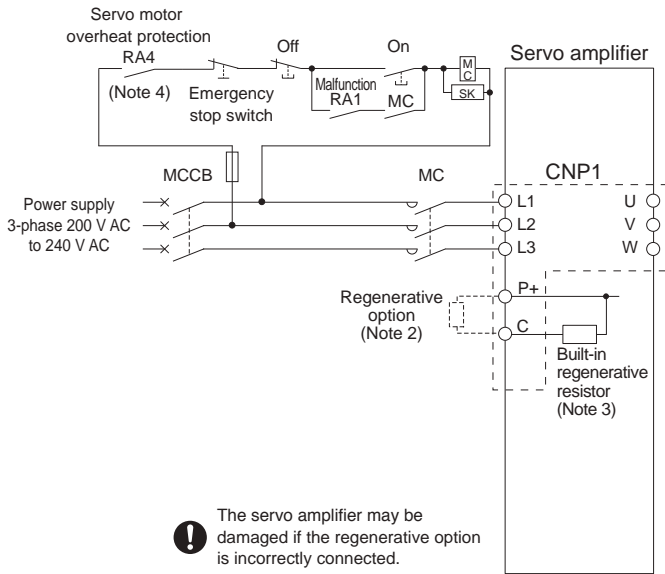 Servo motor
overheat protection
RA4
(Note 4)
Emergency
stop switch
Off
On
Malfunction
RA1
MC
M
C
SK
Servo amplifier
MCCB
MC
CNP1
Power supply
3-phase 200 V AC
to 240 V AC
L1
L2
L3
U
V
W
Regenerative
option
(Note 2)
P+
C
Built-in
regenerative
resistor
(Note 3)
The servo amplifier may be
damaged if the regenerative option
is incorrectly connected.